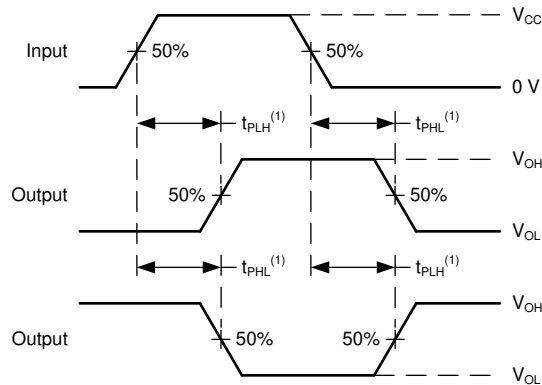 V_CC
Input 50% 50%
0 V
t_PLH^(1) t_PHL^(1)
V_OH
Output 50% 50%
V_OL
t_PHL^(1) t_PLH^(1)
V_OH
Output 50% 50%
V_OL